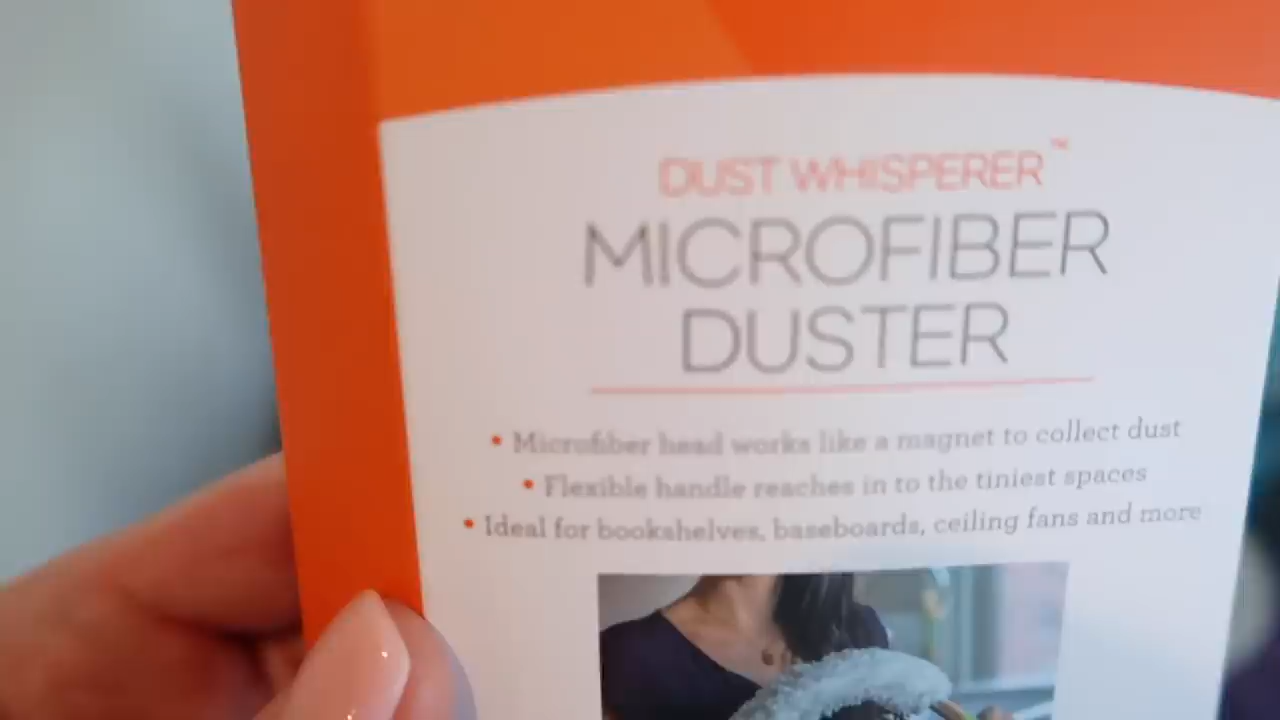 DUST WHISPERER™
MICROFIBER
DUSTER
• Microfiber head works like a magnet to collect dust
• Flexible handle reaches in to the tiniest spaces
• Ideal for bookshelves, baseboards, ceiling fans and more